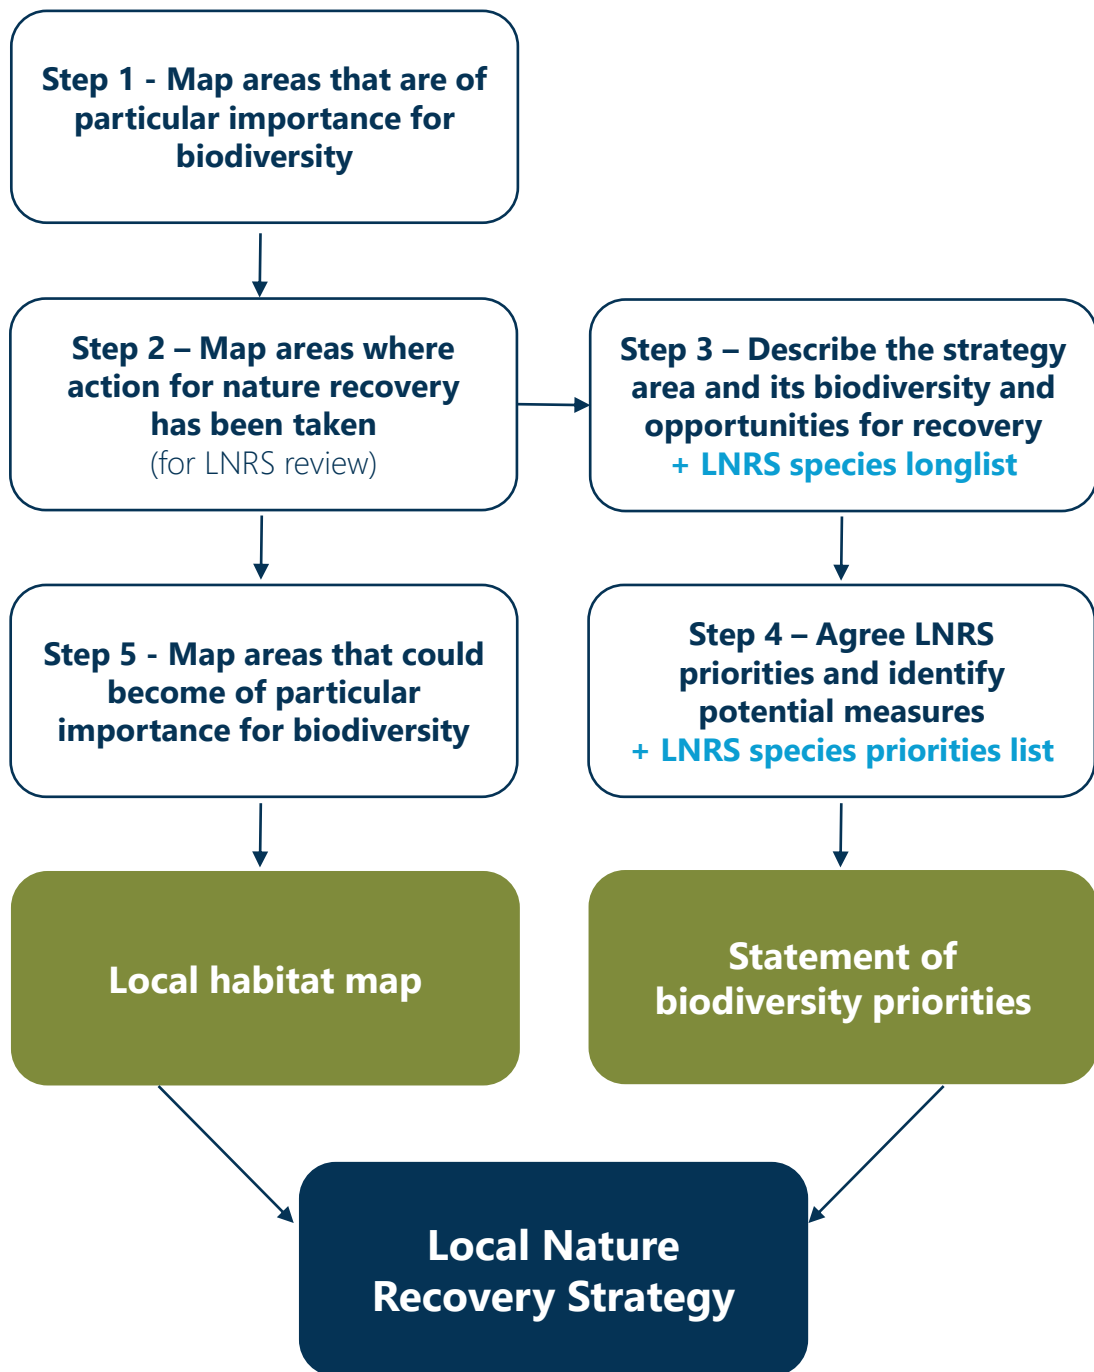 Step 1 - Map areas that are of
particular importance for
biodiversity
Step 2 – Map areas where
action for nature recovery
has been taken
(for LNRS review)
Step 3 – Describe the strategy
area and its biodiversity and
opportunities for recovery
+ LNRS species longlist
Step 5 - Map areas that could
become of particular
importance for biodiversity
Step 4 – Agree LNRS
priorities and identify
potential measures
+ LNRS species priorities list
Local habitat map
Statement of
biodiversity priorities
Local Nature
Recovery Strategy